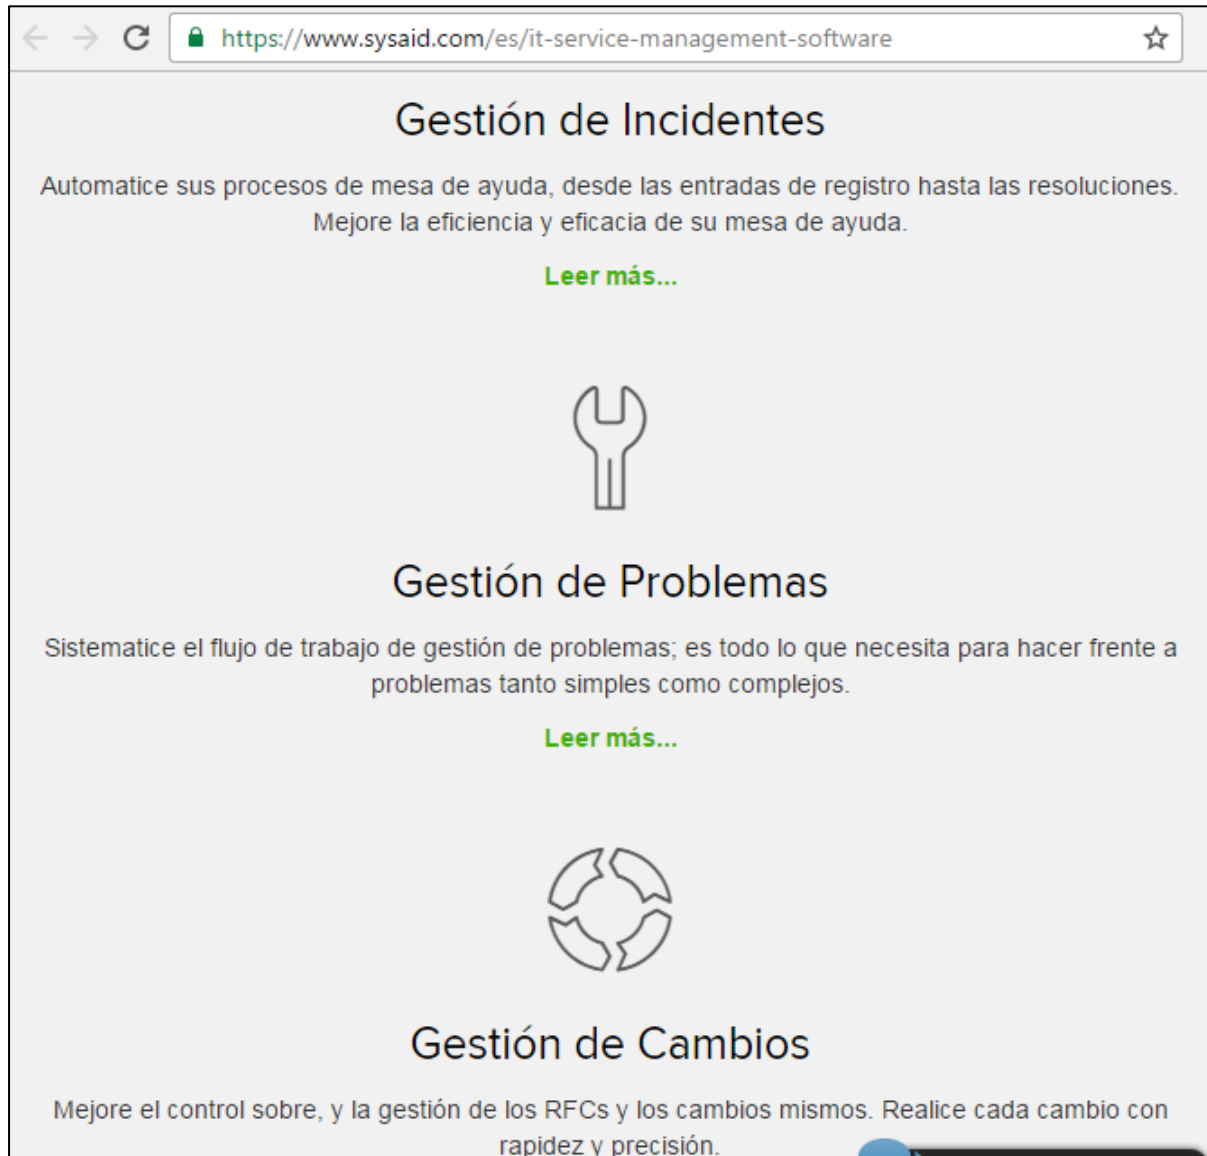 https://www.sysaid.com/es/it-service-management-software
Gestión de Incidentes
Automatice sus procesos de mesa de ayuda, desde las entradas de registro hasta las resoluciones.
Mejore la eficiencia y eficacia de su mesa de ayuda.
Leer más...
Gestión de Problemas
Sistematice el flujo de trabajo de gestión de problemas; es todo lo que necesita para hacer frente a
problemas tanto simples como complejos.
Leer más...
Gestión de Cambios
Mejore el control sobre, y la gestión de los RFCs y los cambios mismos. Realice cada cambio con
rapidez y precisión.